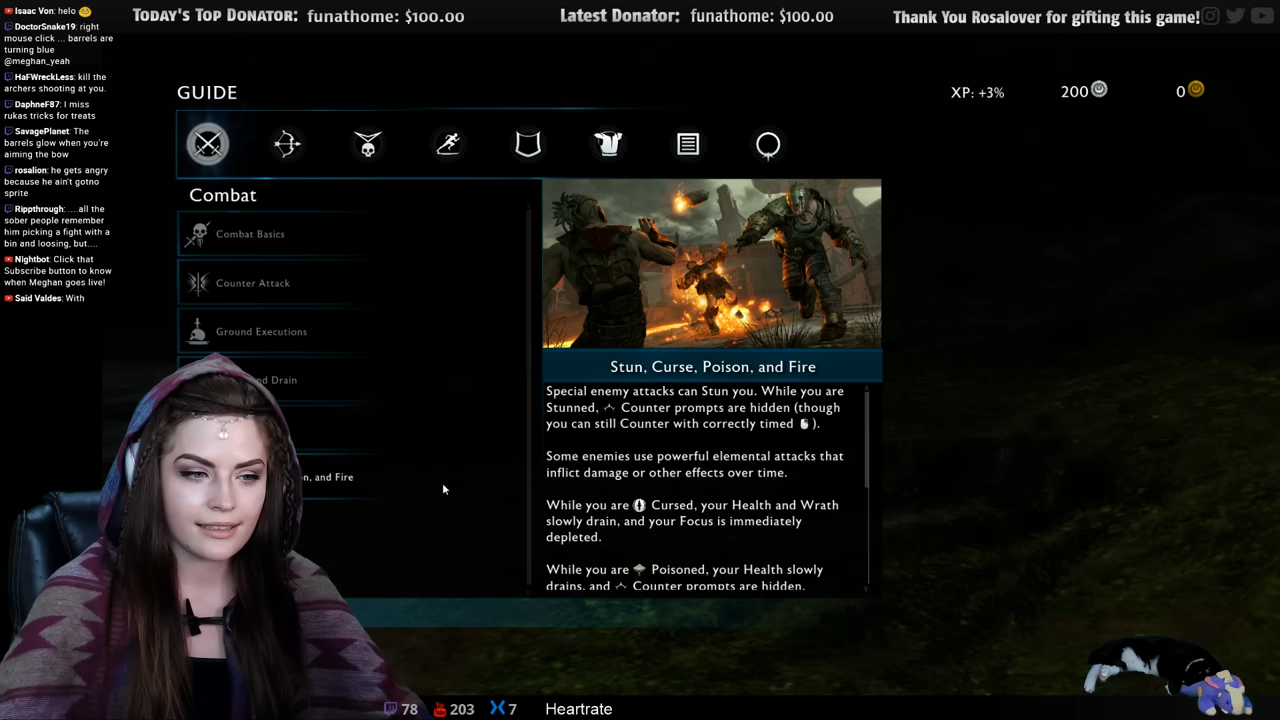 Isaac Von: helo
DoctorSnake19: right
mouse click ... barrels are
turning blue
@meghan_yeah
HaFWreckLess: kill the
archers shooting at you.
DaphneF87: I miss
rukas tricks for treats
SavagePlanet: The
barrels glow when you're
aiming the bow
rosalion: he gets angry
because he ain't gotno
sprite
Rippthrough: ....all the
sober people remember
him picking a fight with a
bin and loosing, but....
Nightbot: Click that
Subscribe button to know
when Meghan goes live!
Said Valdes: With
Today's Top Donator: funathome: $100.00
Latest Donator: funathome: $100.00
Thank You Rosalover for gifting this game!
GUIDE
XP: +3%
200
0
Combat
Combat Basics
Counter Attack
Ground Executions
nd Drain
n, and Fire
Stun, Curse, Poison, and Fire
Special enemy attacks can Stun you. While you are
Stunned, Counter prompts are hidden (though
you can still Counter with correctly timed ).
Some enemies use powerful elemental attacks that
inflict damage or other effects over time.
While you are Cursed, your Health and Wrath
slowly drain, and your Focus is immediately
depleted.
While you are Poisoned, your Health slowly
drains, and Counter prompts are hidden.
78
203
7
Heartrate